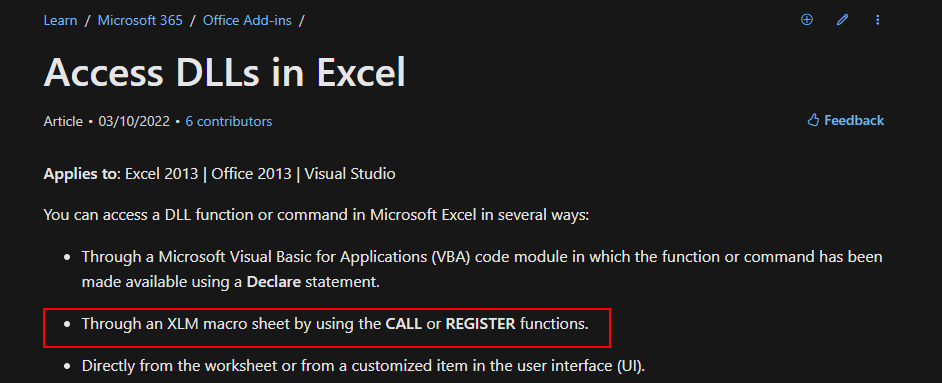 Learn / Microsoft 365 / Office Add-ins /
Access DLLs in Excel
Article • 03/10/2022 • 6 contributors
Feedback
Applies to: Excel 2013 | Office 2013 | Visual Studio
You can access a DLL function or command in Microsoft Excel in several ways:
• Through a Microsoft Visual Basic for Applications (VBA) code module in which the function or command has been
made available using a Declare statement.
• Through an XLM macro sheet by using the CALL or REGISTER functions.
• Directly from the worksheet or from a customized item in the user interface (UI).